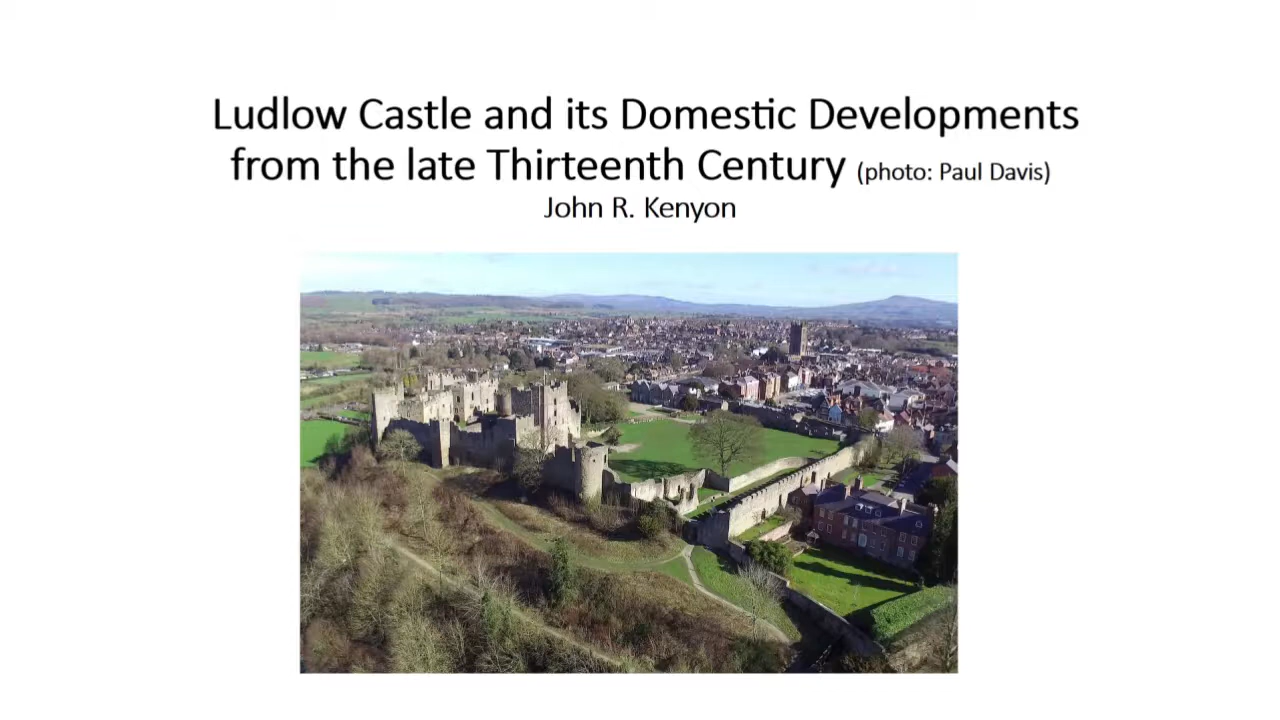 Ludlow Castle and its Domestic Developments
from the late Thirteenth Century (photo: Paul Davis)
John R. Kenyon